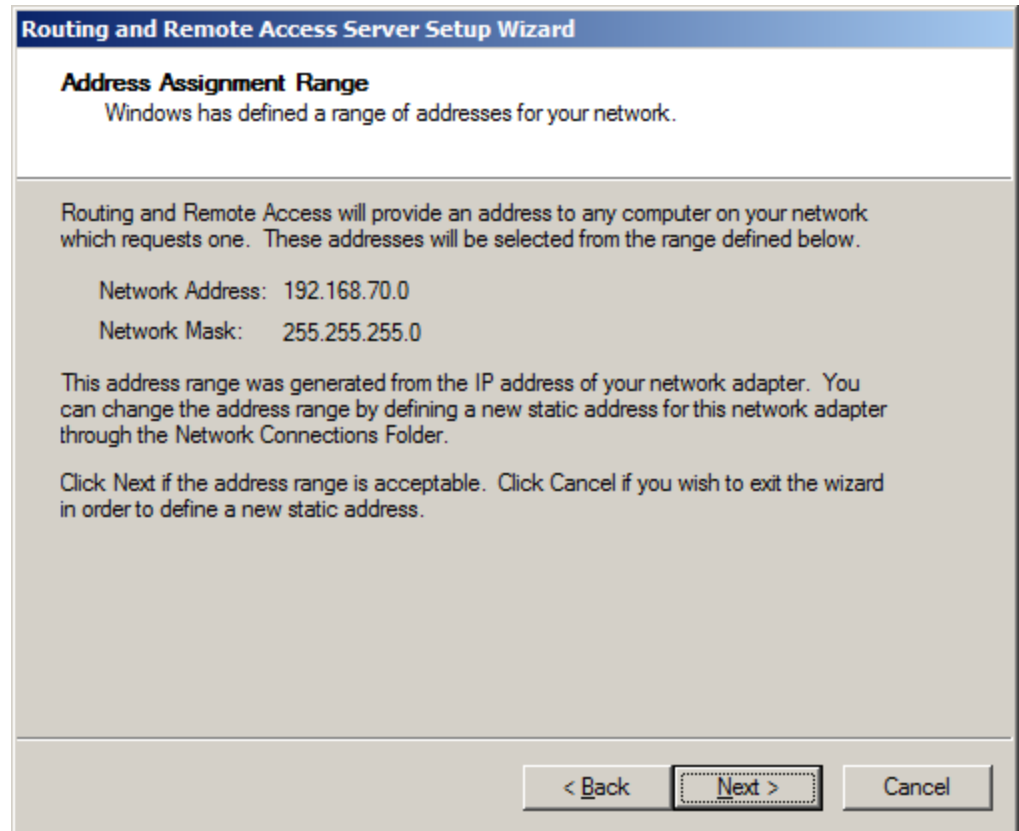 Routing and Remote Access Server Setup Wizard
Address Assignment Range
Windows has defined a range of addresses for your network.
Routing and Remote Access will provide an address to any computer on your network
which requests one.  These addresses will be selected from the range defined below.
Network Address: 192.168.70.0
Network Mask: 255.255.255.0
This address range was generated from the IP address of your network adapter.  You
can change the address range by defining a new static address for this network adapter
through the Network Connections Folder.
Click Next if the address range is acceptable.  Click Cancel if you wish to exit the wizard
in order to define a new static address.
< Back Next > Cancel